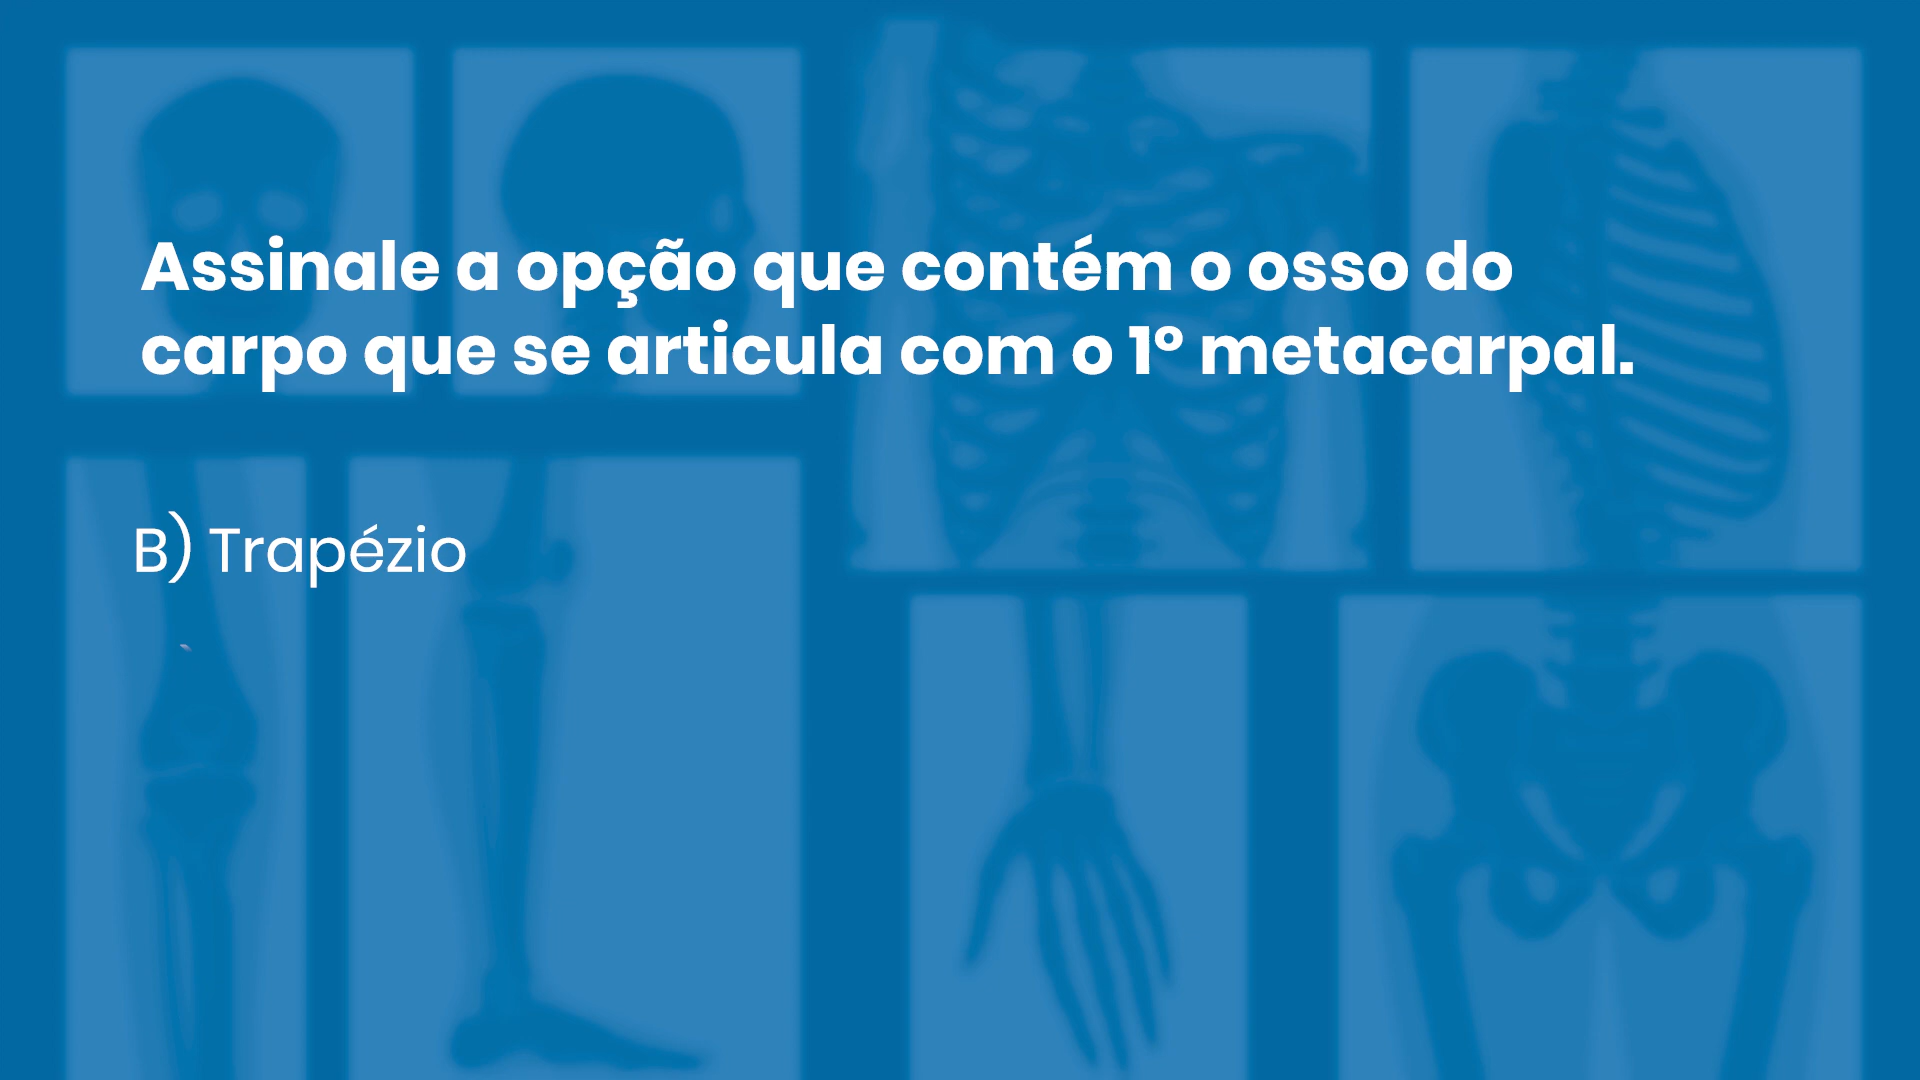 Assinale a opção que contém o osso do
carpo que se articula com o 1º metacarpal.
B) Trapézio